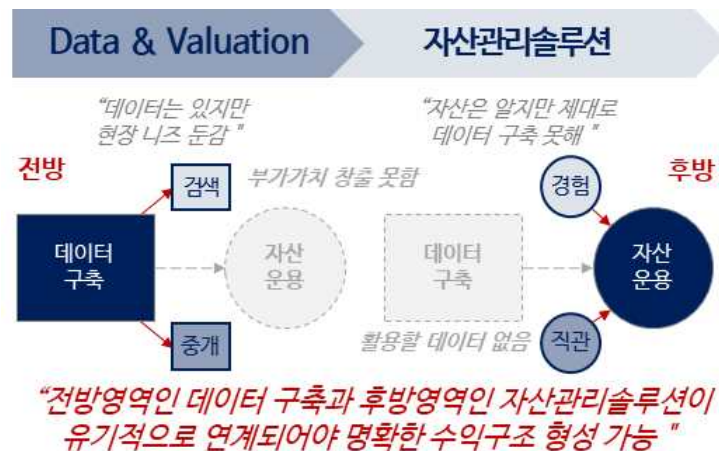 Data & Valuation
자산관리솔루션
"데이터는 있지만
현장 니즈 둔감 "
"자산은 알지만 제대로
데이터 구축 못해 "
전방
검색
부가가치 창출 못함
경험
후방
데이터
구축
자산
운용
데이터
구축
자산
운용
중개
활용할 데이터 없음
직관
"전방영역인 데이터 구축과 후방영역인 자산관리솔루션이
유기적으로 연계되어야 명확한 수익구조 형성 가능 "